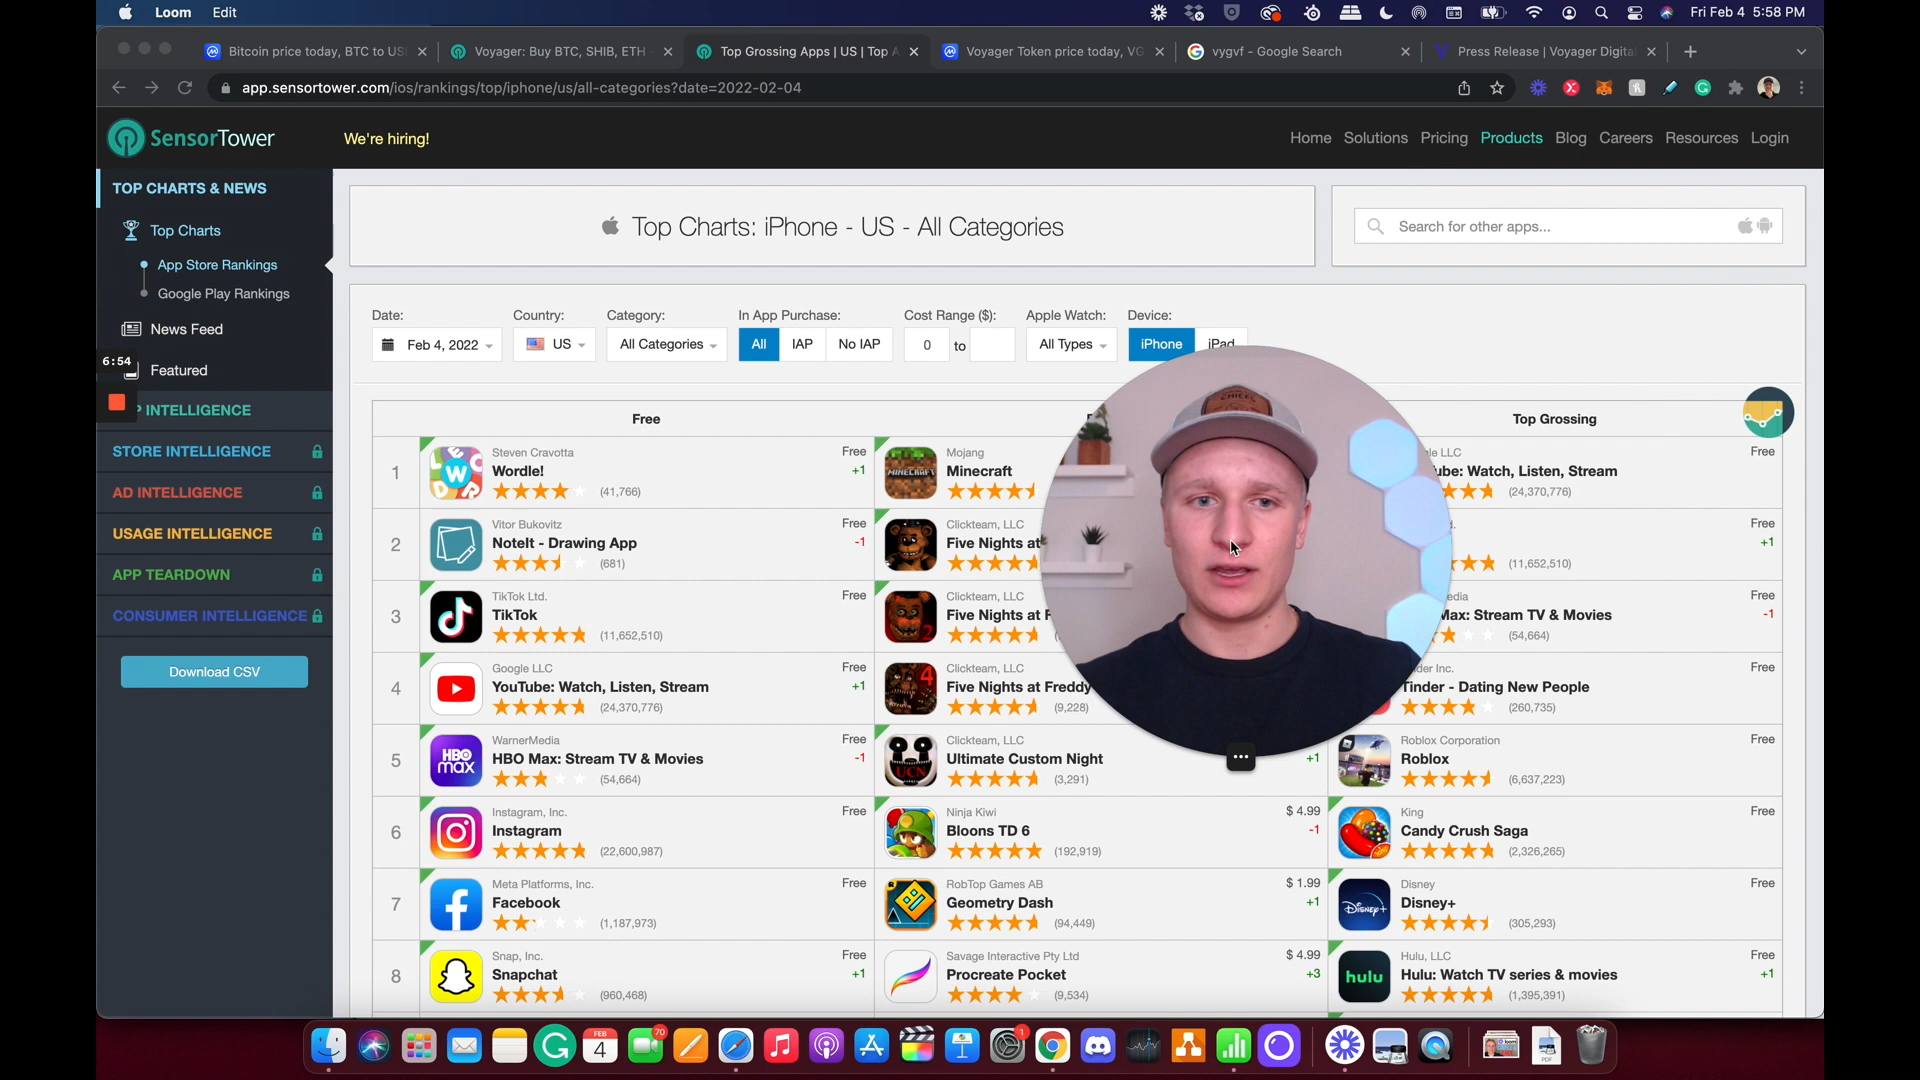 Loom Edit Fri Feb 4 5:58 PM
Bitcoin price today, BTC to US
Voyager: Buy BTC, SHIB, ETH
Top Grossing Apps | US | Top A
Voyager Token price today, VG
vygvf - Google Search
Press Release | Voyager Digita
app.sensortower.com/ios/rankings/top/iphone/us/all-categories?date=2022-02-04
SensorTower
We're hiring!
Home Solutions Pricing Products Blog Careers Resources Login
TOP CHARTS & NEWS
Top Charts
App Store Rankings
Google Play Rankings
News Feed
6:54
Featured
P INTELLIGENCE
STORE INTELLIGENCE
AD INTELLIGENCE
USAGE INTELLIGENCE
APP TEARDOWN
CONSUMER INTELLIGENCE
Download CSV
Top Charts: iPhone - US - All Categories
Search for other apps...
Date: Country: Category: In App Purchase: Cost Range ($): Apple Watch: Device:
Feb 4, 2022 US All Categories All IAP No IAP 0 to All Types iPhone iPad
Free
Top Grossing
1
Steven Cravotta Free
Wordle! +1
(41,766)
Mojang
Minecraft
le LLC Free
ube: Watch, Listen, Stream
(24,370,776)
2
Vitor Bukovitz Free
NoteIt - Drawing App -1
(681)
Clickteam, LLC
Five Nights at
d. Free
+1
(11,652,510)
3
TikTok Ltd. Free
TikTok
(11,652,510)
Clickteam, LLC
Five Nights at F
edia Free
Max: Stream TV & Movies -1
(54,664)
4
Google LLC Free
YouTube: Watch, Listen, Stream +1
(24,370,776)
Clickteam, LLC
Five Nights at Freddy
(9,228)
der Inc. Free
Tinder - Dating New People
(260,735)
5
WarnerMedia Free
HBO Max: Stream TV & Movies -1
(54,664)
Clickteam, LLC
Ultimate Custom Night +1
(3,291)
Roblox Corporation Free
Roblox
(6,637,223)
6
Instagram, Inc. Free
Instagram
(22,600,987)
Ninja Kiwi $ 4.99
Bloons TD 6 -1
(192,919)
King Free
Candy Crush Saga
(2,326,265)
7
Meta Platforms, Inc. Free
Facebook
(1,187,973)
RobTop Games AB $ 1.99
Geometry Dash +1
(94,449)
Disney Free
Disney+
(305,293)
8
Snap, Inc. Free
Snapchat +1
(960,468)
Savage Interactive Pty Ltd $ 4.99
Procreate Pocket +3
(9,534)
Hulu, LLC Free
Hulu: Watch TV series & movies +1
(1,395,391)
HBO
max
UCN
Disney+
hulu
CHIEFS
FEB
4
70
1
PDF